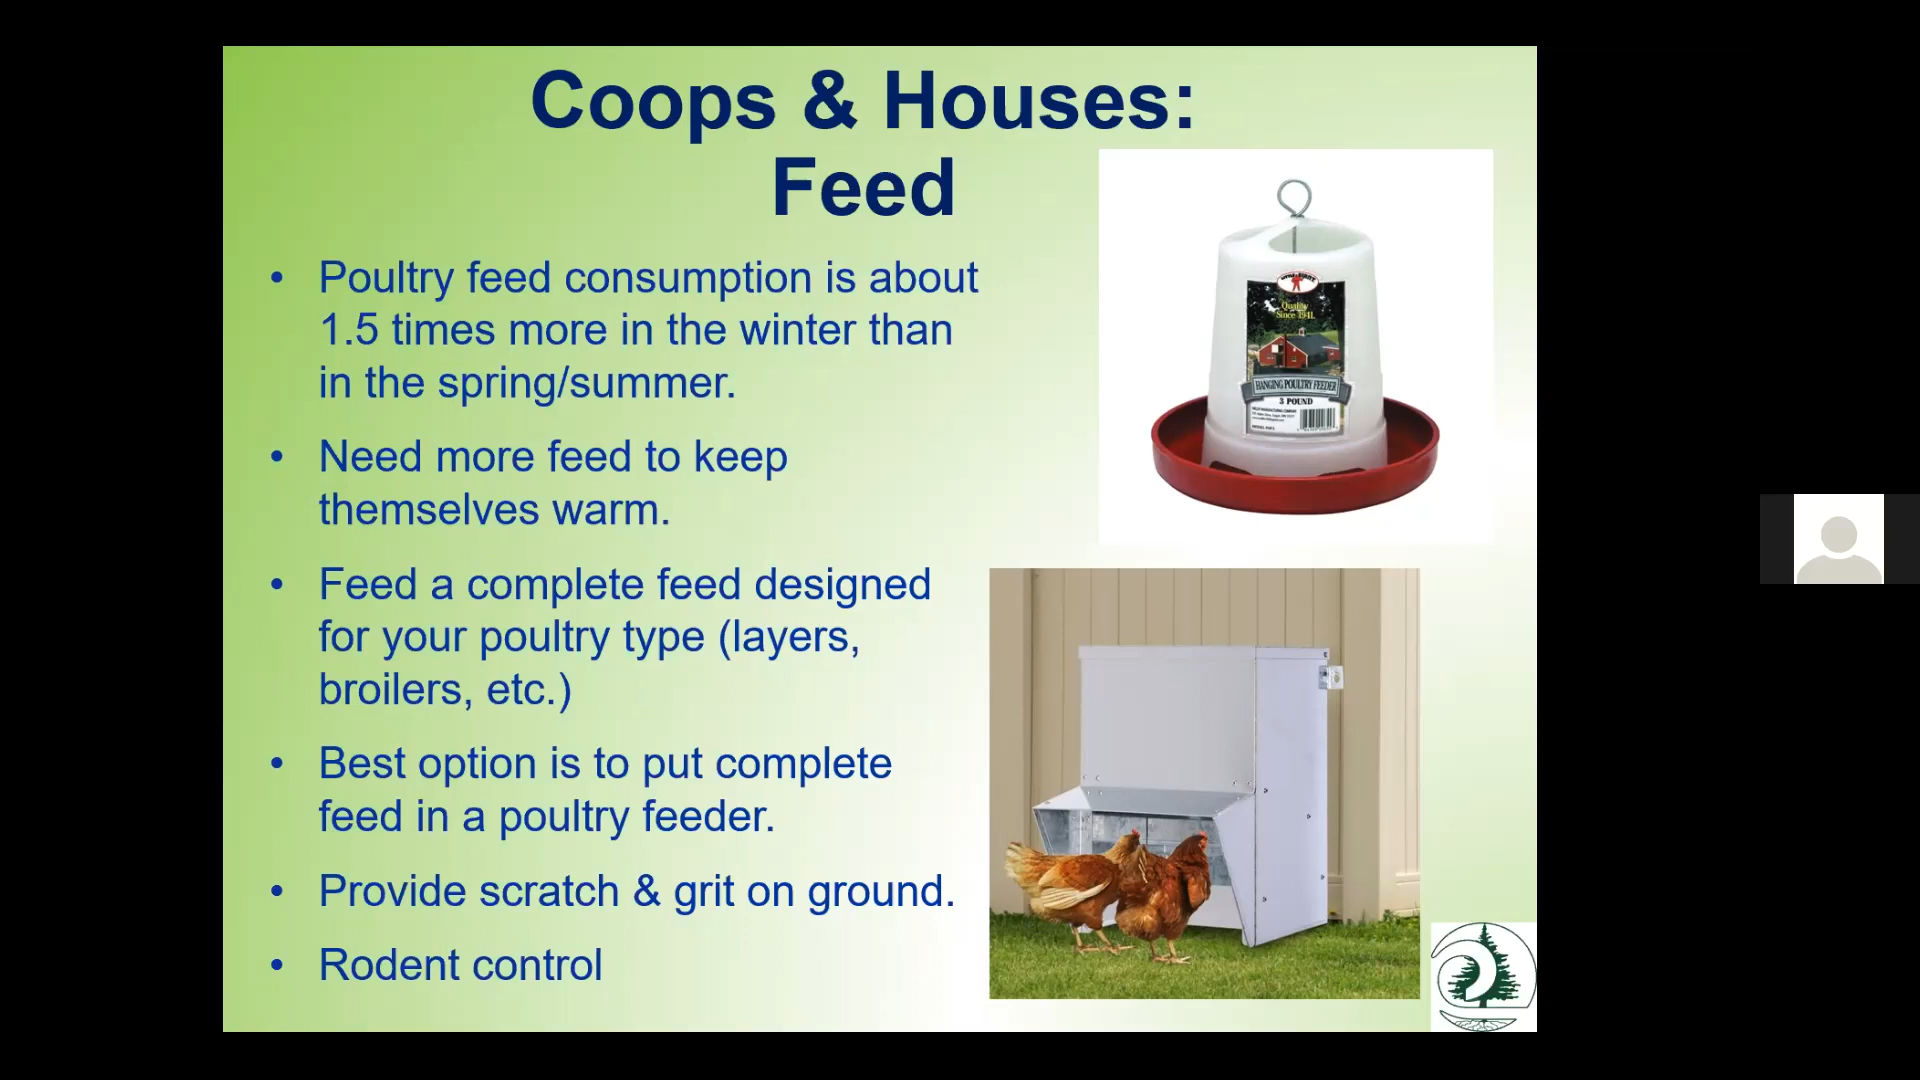 Coops & Houses:
Feed
• Poultry feed consumption is about
1.5 times more in the winter than
in the spring/summer.
• Need more feed to keep
themselves warm.
• Feed a complete feed designed
for your poultry type (layers,
broilers, etc.)
• Best option is to put complete
feed in a poultry feeder.
• Provide scratch & grit on ground.
• Rodent control
Quality
Since 1941
HANGING POULTRY FEEDER
3 POUND